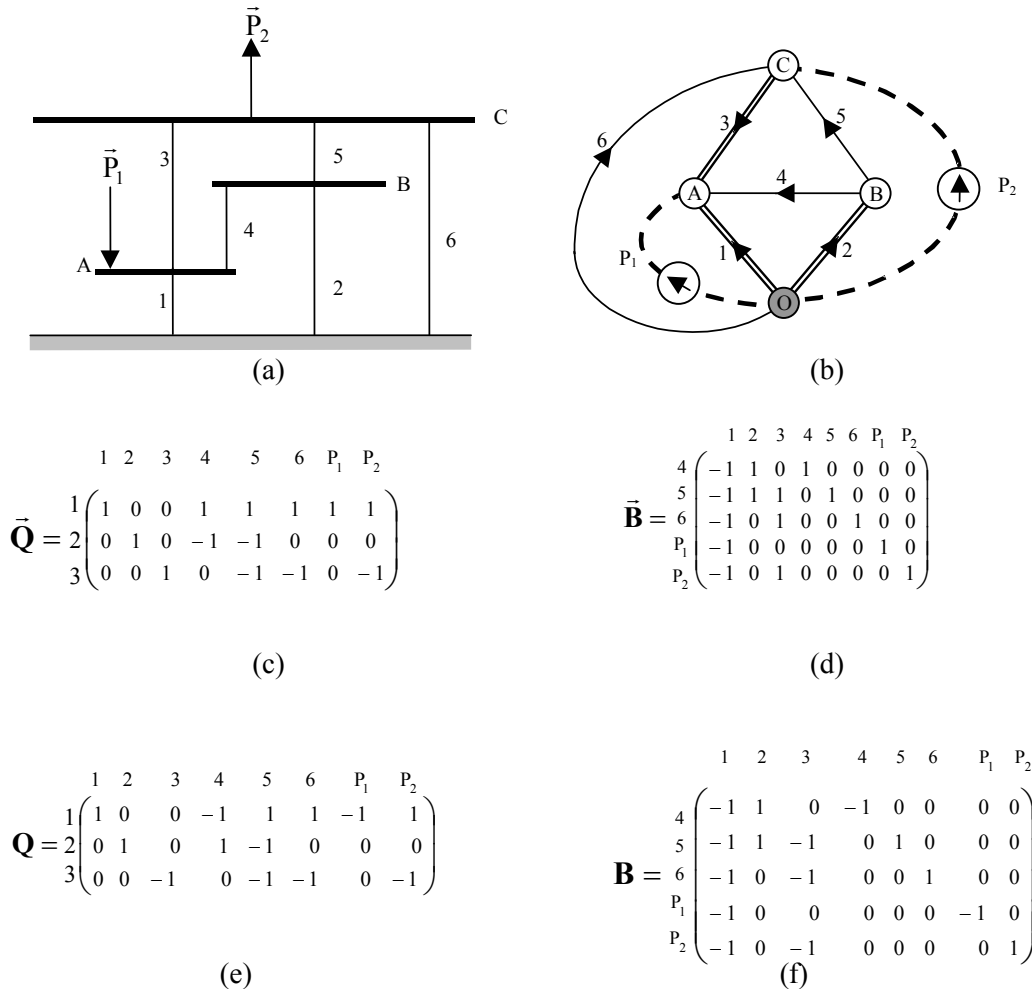 P⃗₂
C
P⃗₁
3
5
B
4
6
A
1
2
(a)
C
6
3
5
4
A
B
P₂
P₁
1
2
O
(b)
1 2 3 4 5 6 P₁ P₂
1 1 0 0 1 1 1 1 1
Q⃗ = 2 0 1 0 −1 −1 0 0 0
3 0 0 1 0 −1 −1 0 −1
(c)
1 2 3 4 5 6 P₁ P₂
4 −1 1 0 1 0 0 0 0
5 −1 1 1 0 1 0 0 0
B⃗ = 6 −1 0 1 0 0 1 0 0
P₁ −1 0 0 0 0 0 1 0
P₂ −1 0 1 0 0 0 0 1
(d)
1 2 3 4 5 6 P₁ P₂
1 1 0 0 −1 1 1 −1 1
Q = 2 0 1 0 1 −1 0 0 0
3 0 0 −1 0 −1 −1 0 −1
(e)
1 2 3 4 5 6 P₁ P₂
4 −1 1 0 −1 0 0 0 0
5 −1 1 −1 0 1 0 0 0
B = 6 −1 0 −1 0 0 1 0 0
P₁ −1 0 0 0 0 0 −1 0
P₂ −1 0 −1 0 0 0 0 1
(f)